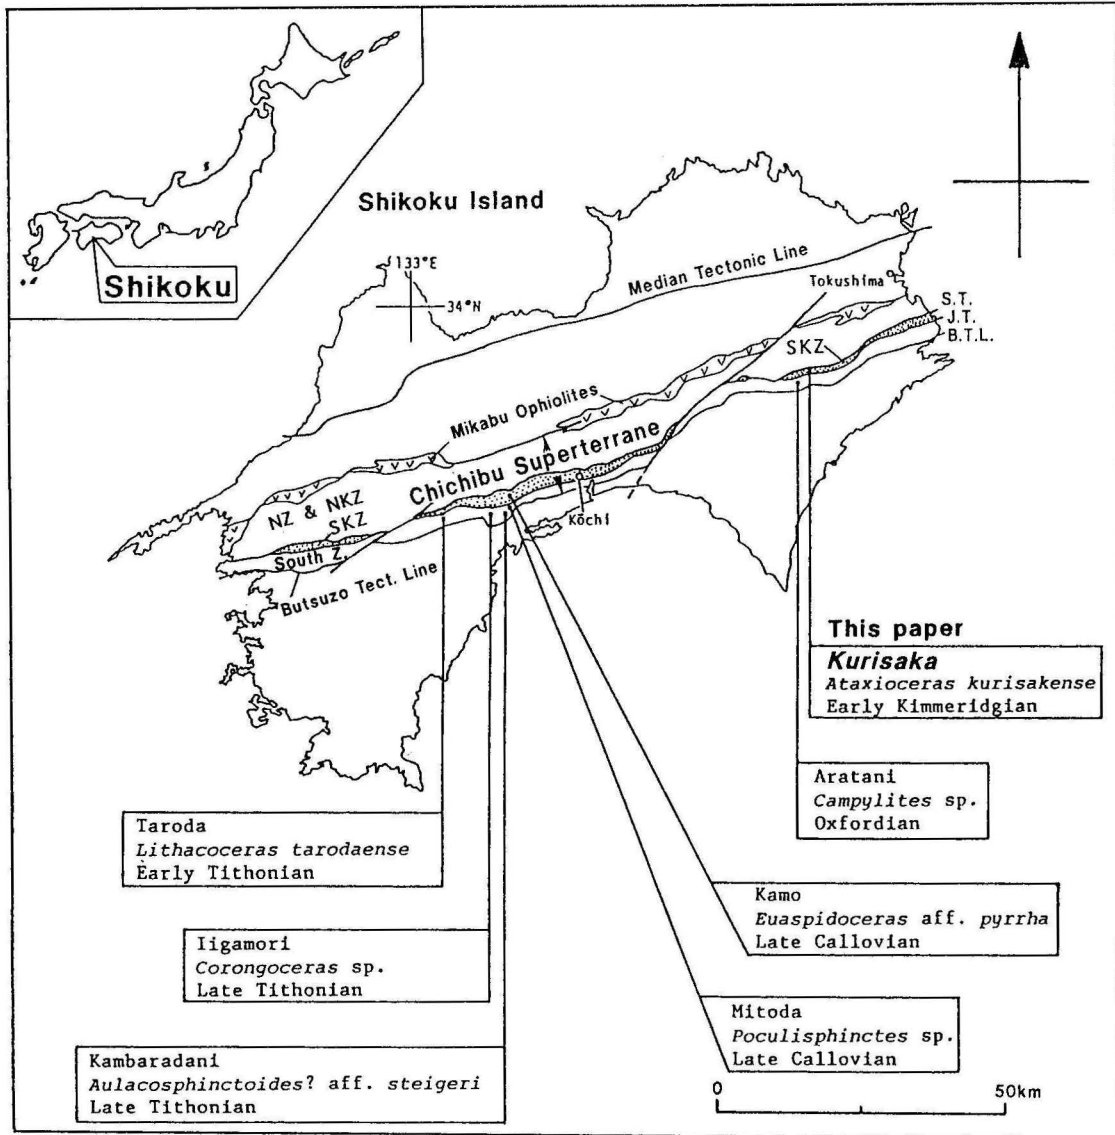 Shikoku
Shikoku Island
133°E
34°N
Median Tectonic Line
Tokushima
S.T.
J.T.
B.T.L.
SKZ
Mikabu Ophiolites
Chichibu Superterrane
NZ & NKZ
SKZ
South Z.
Kōchi
Butsuzo Tect. Line
This paper
Kurisaka
Ataxioceras kurisakense
Early Kimmeridgian
Aratani
Campylites sp.
Oxfordian
Taroda
Lithacoceras tarodaense
Early Tithonian
Kamo
Euaspidoceras aff. pyrrha
Late Callovian
Iigamori
Corongoceras sp.
Late Tithonian
Mitoda
Poculisphinctes sp.
Late Callovian
Kambaradani
Aulacosphinctoides? aff. steigeri
Late Tithonian
0 50km